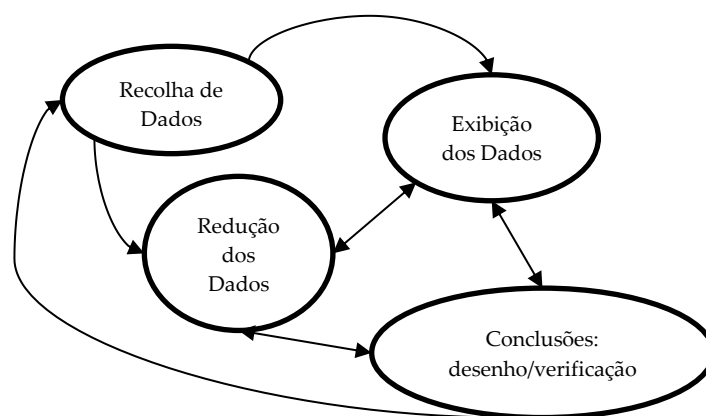 Recolha de
Dados
Exibição
dos Dados
Redução
dos
Dados
Conclusões:
desenho/verificação